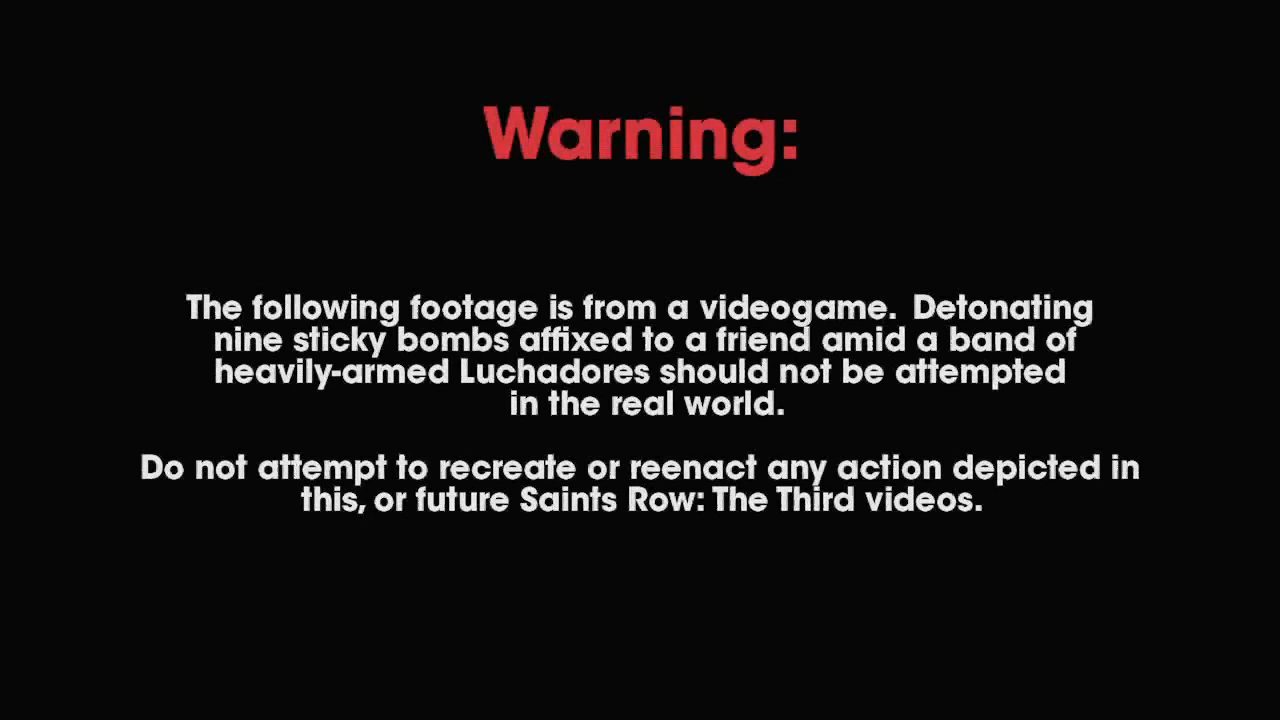 Warning:
The following footage is from a videogame.  Detonating
nine sticky bombs affixed to a friend amid a band of
heavily-armed Luchadores should not be attempted
in the real world.
Do not attempt to recreate or reenact any action depicted in
this, or future Saints Row: The Third videos.